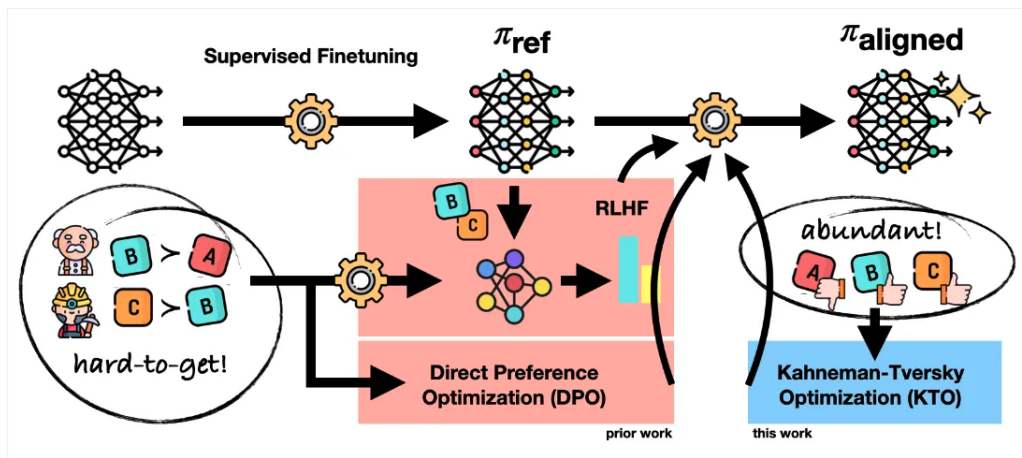 Supervised Finetuning
πref
πaligned
B
C
RLHF
B ≻ A
C ≻ B
hard-to-get!
abundant!
A
B
C
Direct Preference
Optimization (DPO)
Kahneman-Tversky
Optimization (KTO)
prior work
this work